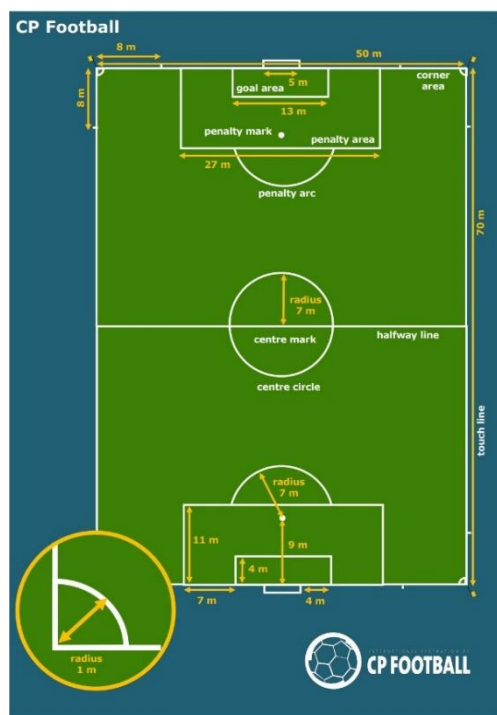 CP Football
8 m
50 m
8 m
5 m
goal area
corner
area
13 m
penalty mark
penalty area
27 m
penalty arc
70 m
radius
7 m
centre mark
halfway line
centre circle
touch line
radius
7 m
11 m
9 m
4 m
7 m
4 m
radius
1 m
CP FOOTBALL